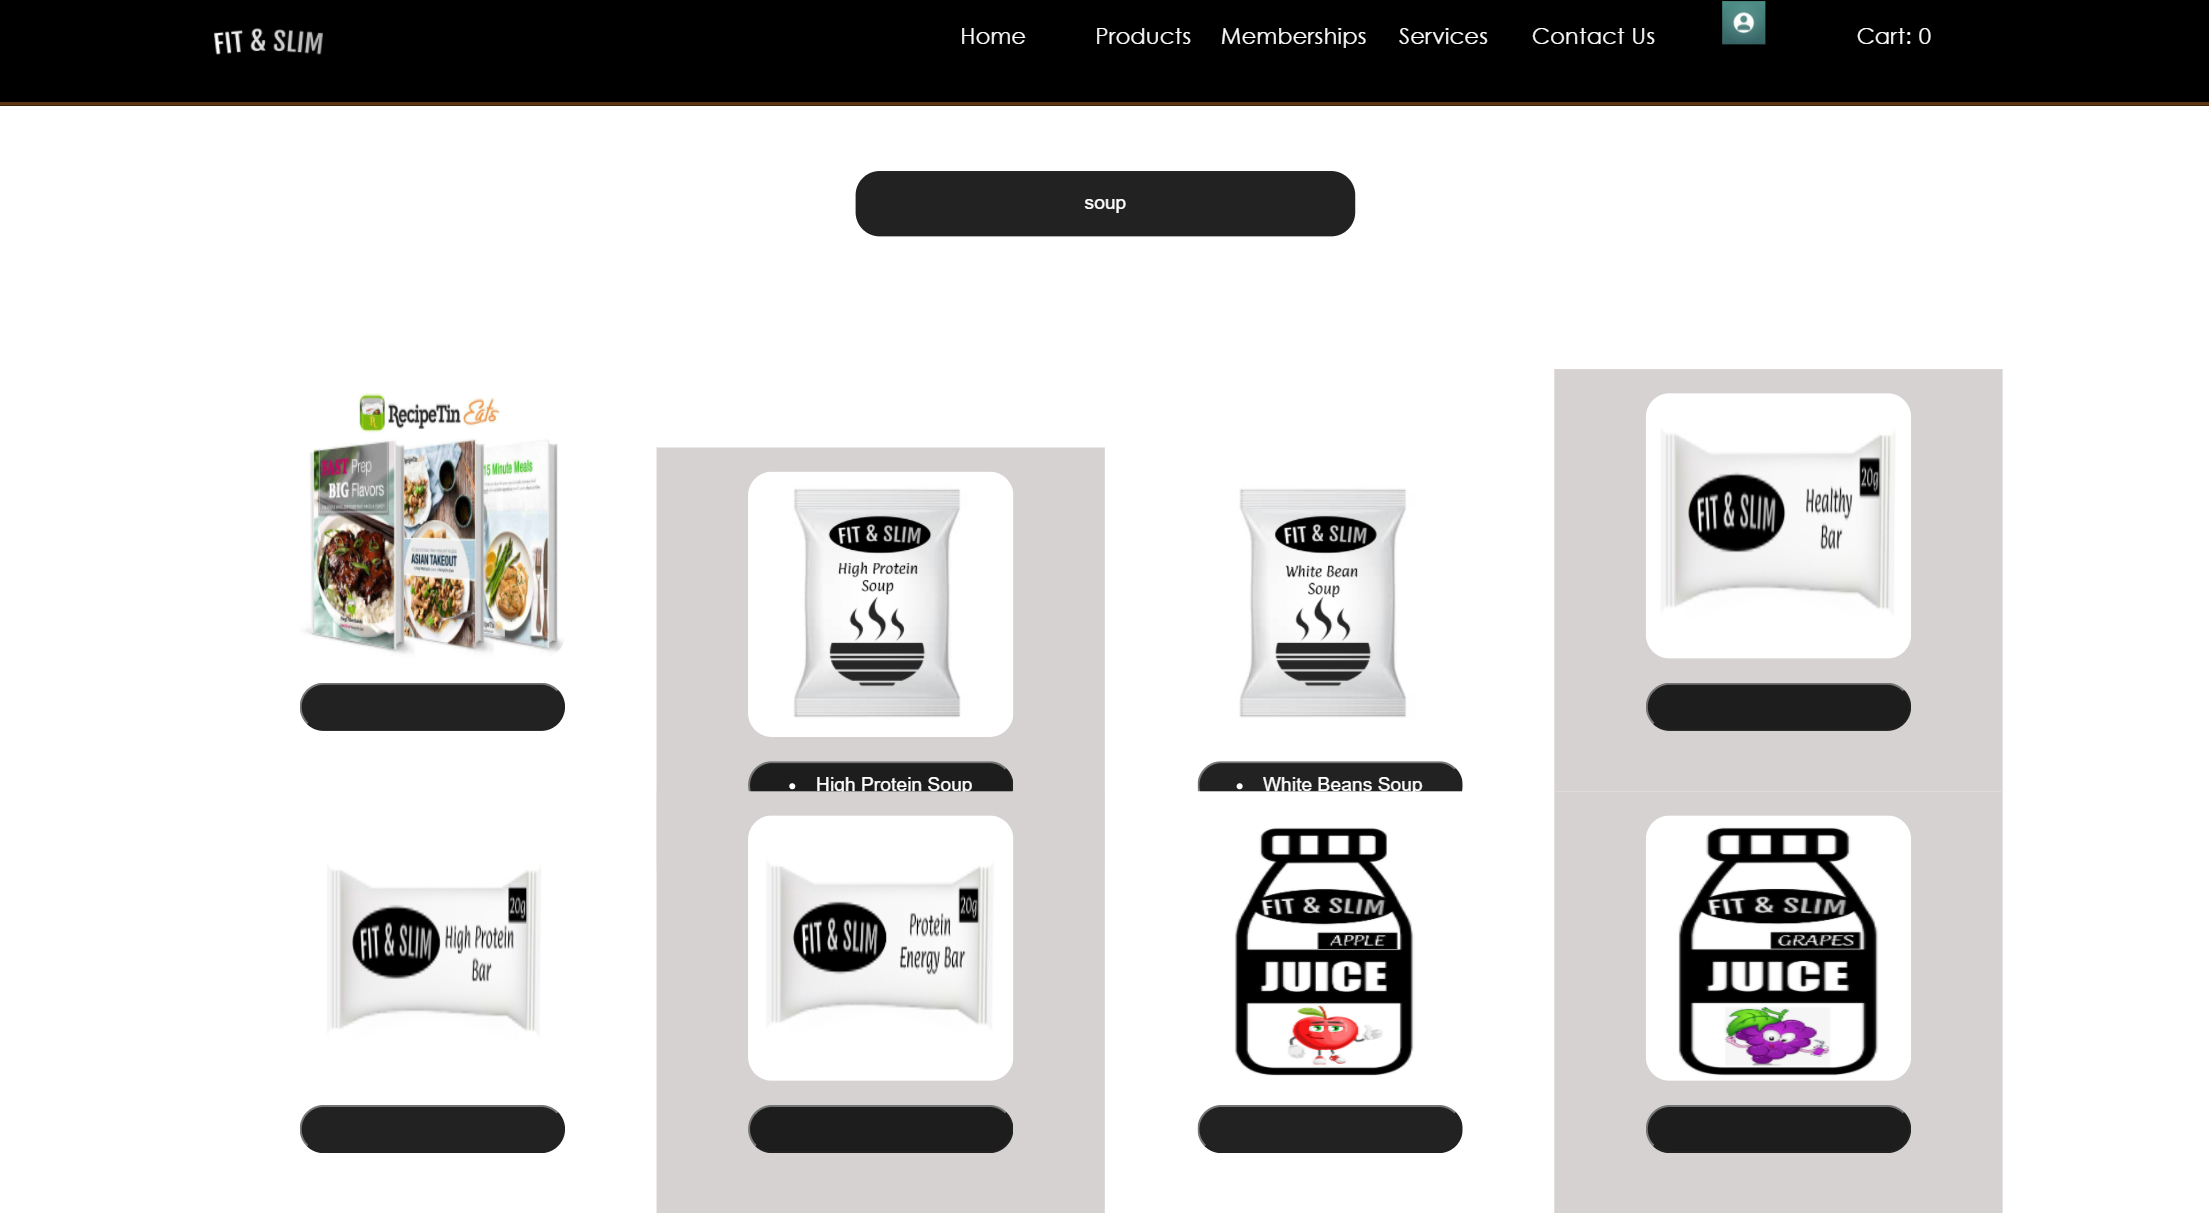 FIT & SLIM
Home
Products
Memberships
Services
Contact Us
Cart: 0
soup
RecipeTin Eats
FAST Prep
BIG Flavors
ASIAN TAKEOUT
15 Minute Meals
FIT & SLIM
High Protein
Soup
• High Protein Soup
FIT & SLIM
White Bean
Soup
• White Beans Soup
FIT & SLIM
Healthy
Bar
20g
FIT & SLIM
High Protein
Bar
20g
FIT & SLIM
Protein
Energy Bar
20g
FIT & SLIM
APPLE
JUICE
FIT & SLIM
GRAPES
JUICE